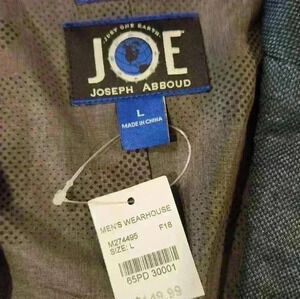 JUST ONE EARTH
JOE
JOSEPH ABBOUD
L
MADE IN CHINA
MEN'S WEARHOUSE
M274495 F18
SIZE: L
65PD 30001